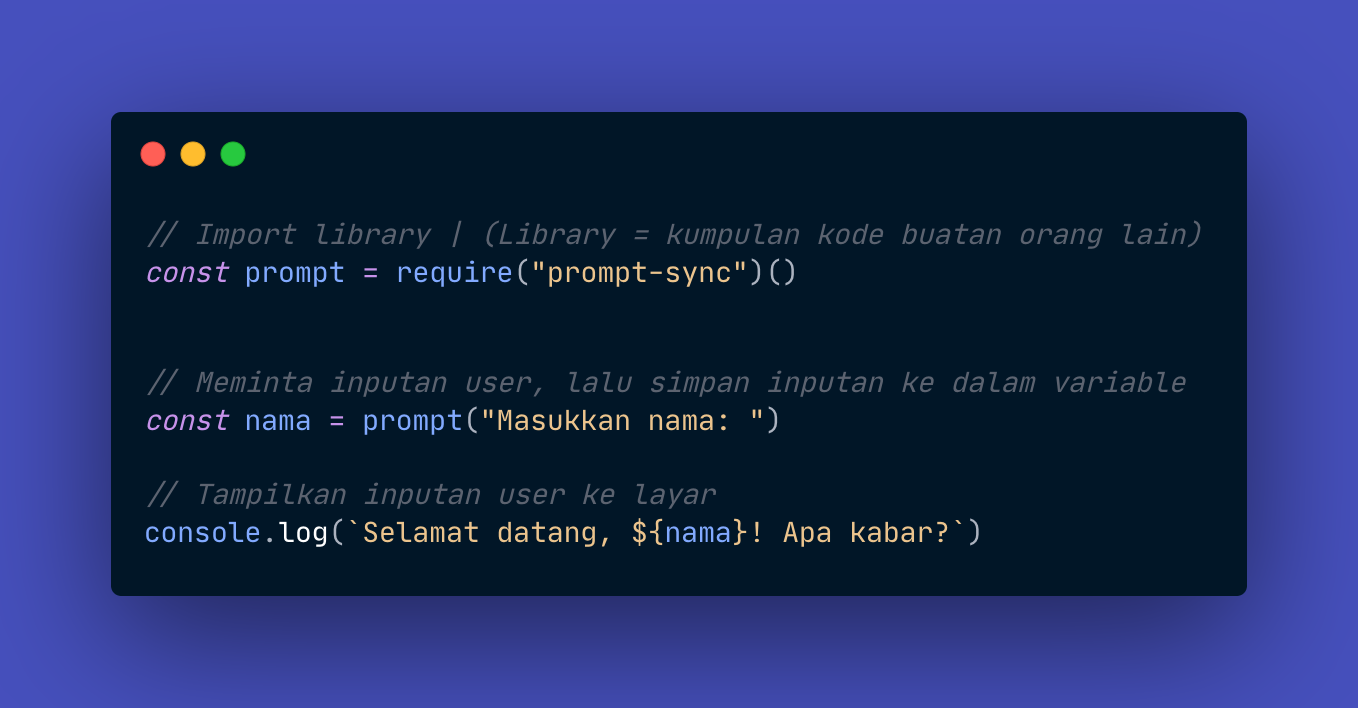 // Import library | (Library = kumpulan kode buatan orang lain)
const prompt = require("prompt-sync")()
// Meminta inputan user, lalu simpan inputan ke dalam variable
const nama = prompt("Masukkan nama: ")
// Tampilkan inputan user ke layar
console.log(`Selamat datang, ${nama}! Apa kabar?`)